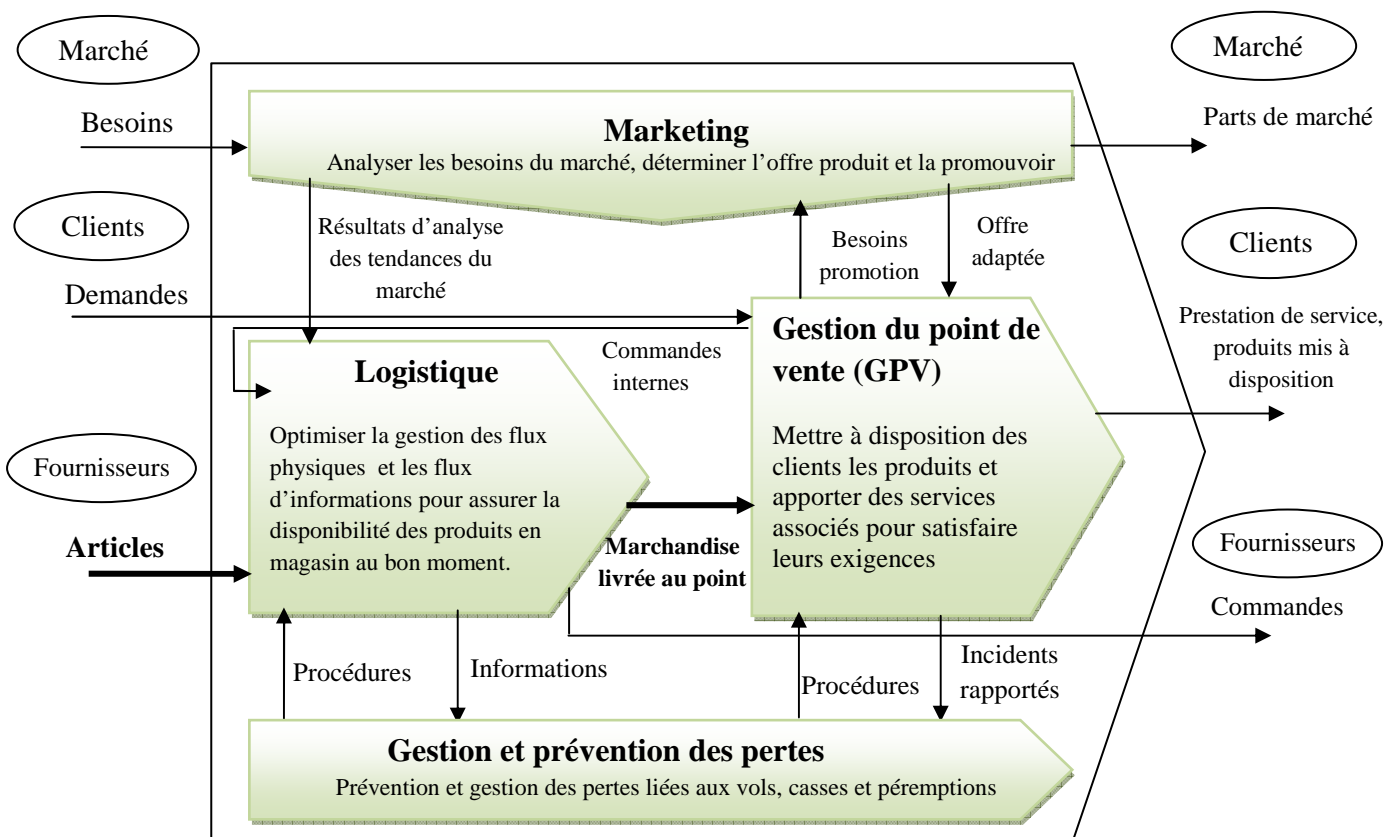 Marché
Marché
Besoins
Parts de marché
Marketing
Analyser les besoins du marché, déterminer l’offre produit et la promouvoir
Clients
Clients
Résultats d’analyse
des tendances du
marché
Besoins
promotion
Offre
adaptée
Demandes
Prestation de service,
produits mis à
disposition
Commandes
internes
Logistique
Optimiser la gestion des flux
physiques et les flux
d’informations pour assurer la
disponibilité des produits en
magasin au bon moment.
Gestion du point de
vente (GPV)
Mettre à disposition des
clients les produits et
apporter des services
associés pour satisfaire
leurs exigences
Fournisseurs
Articles
Marchandise
livrée au point
Fournisseurs
Commandes
Procédures
Informations
Procédures
Incidents
rapportés
Gestion et prévention des pertes
Prévention et gestion des pertes liées aux vols, casses et péremptions